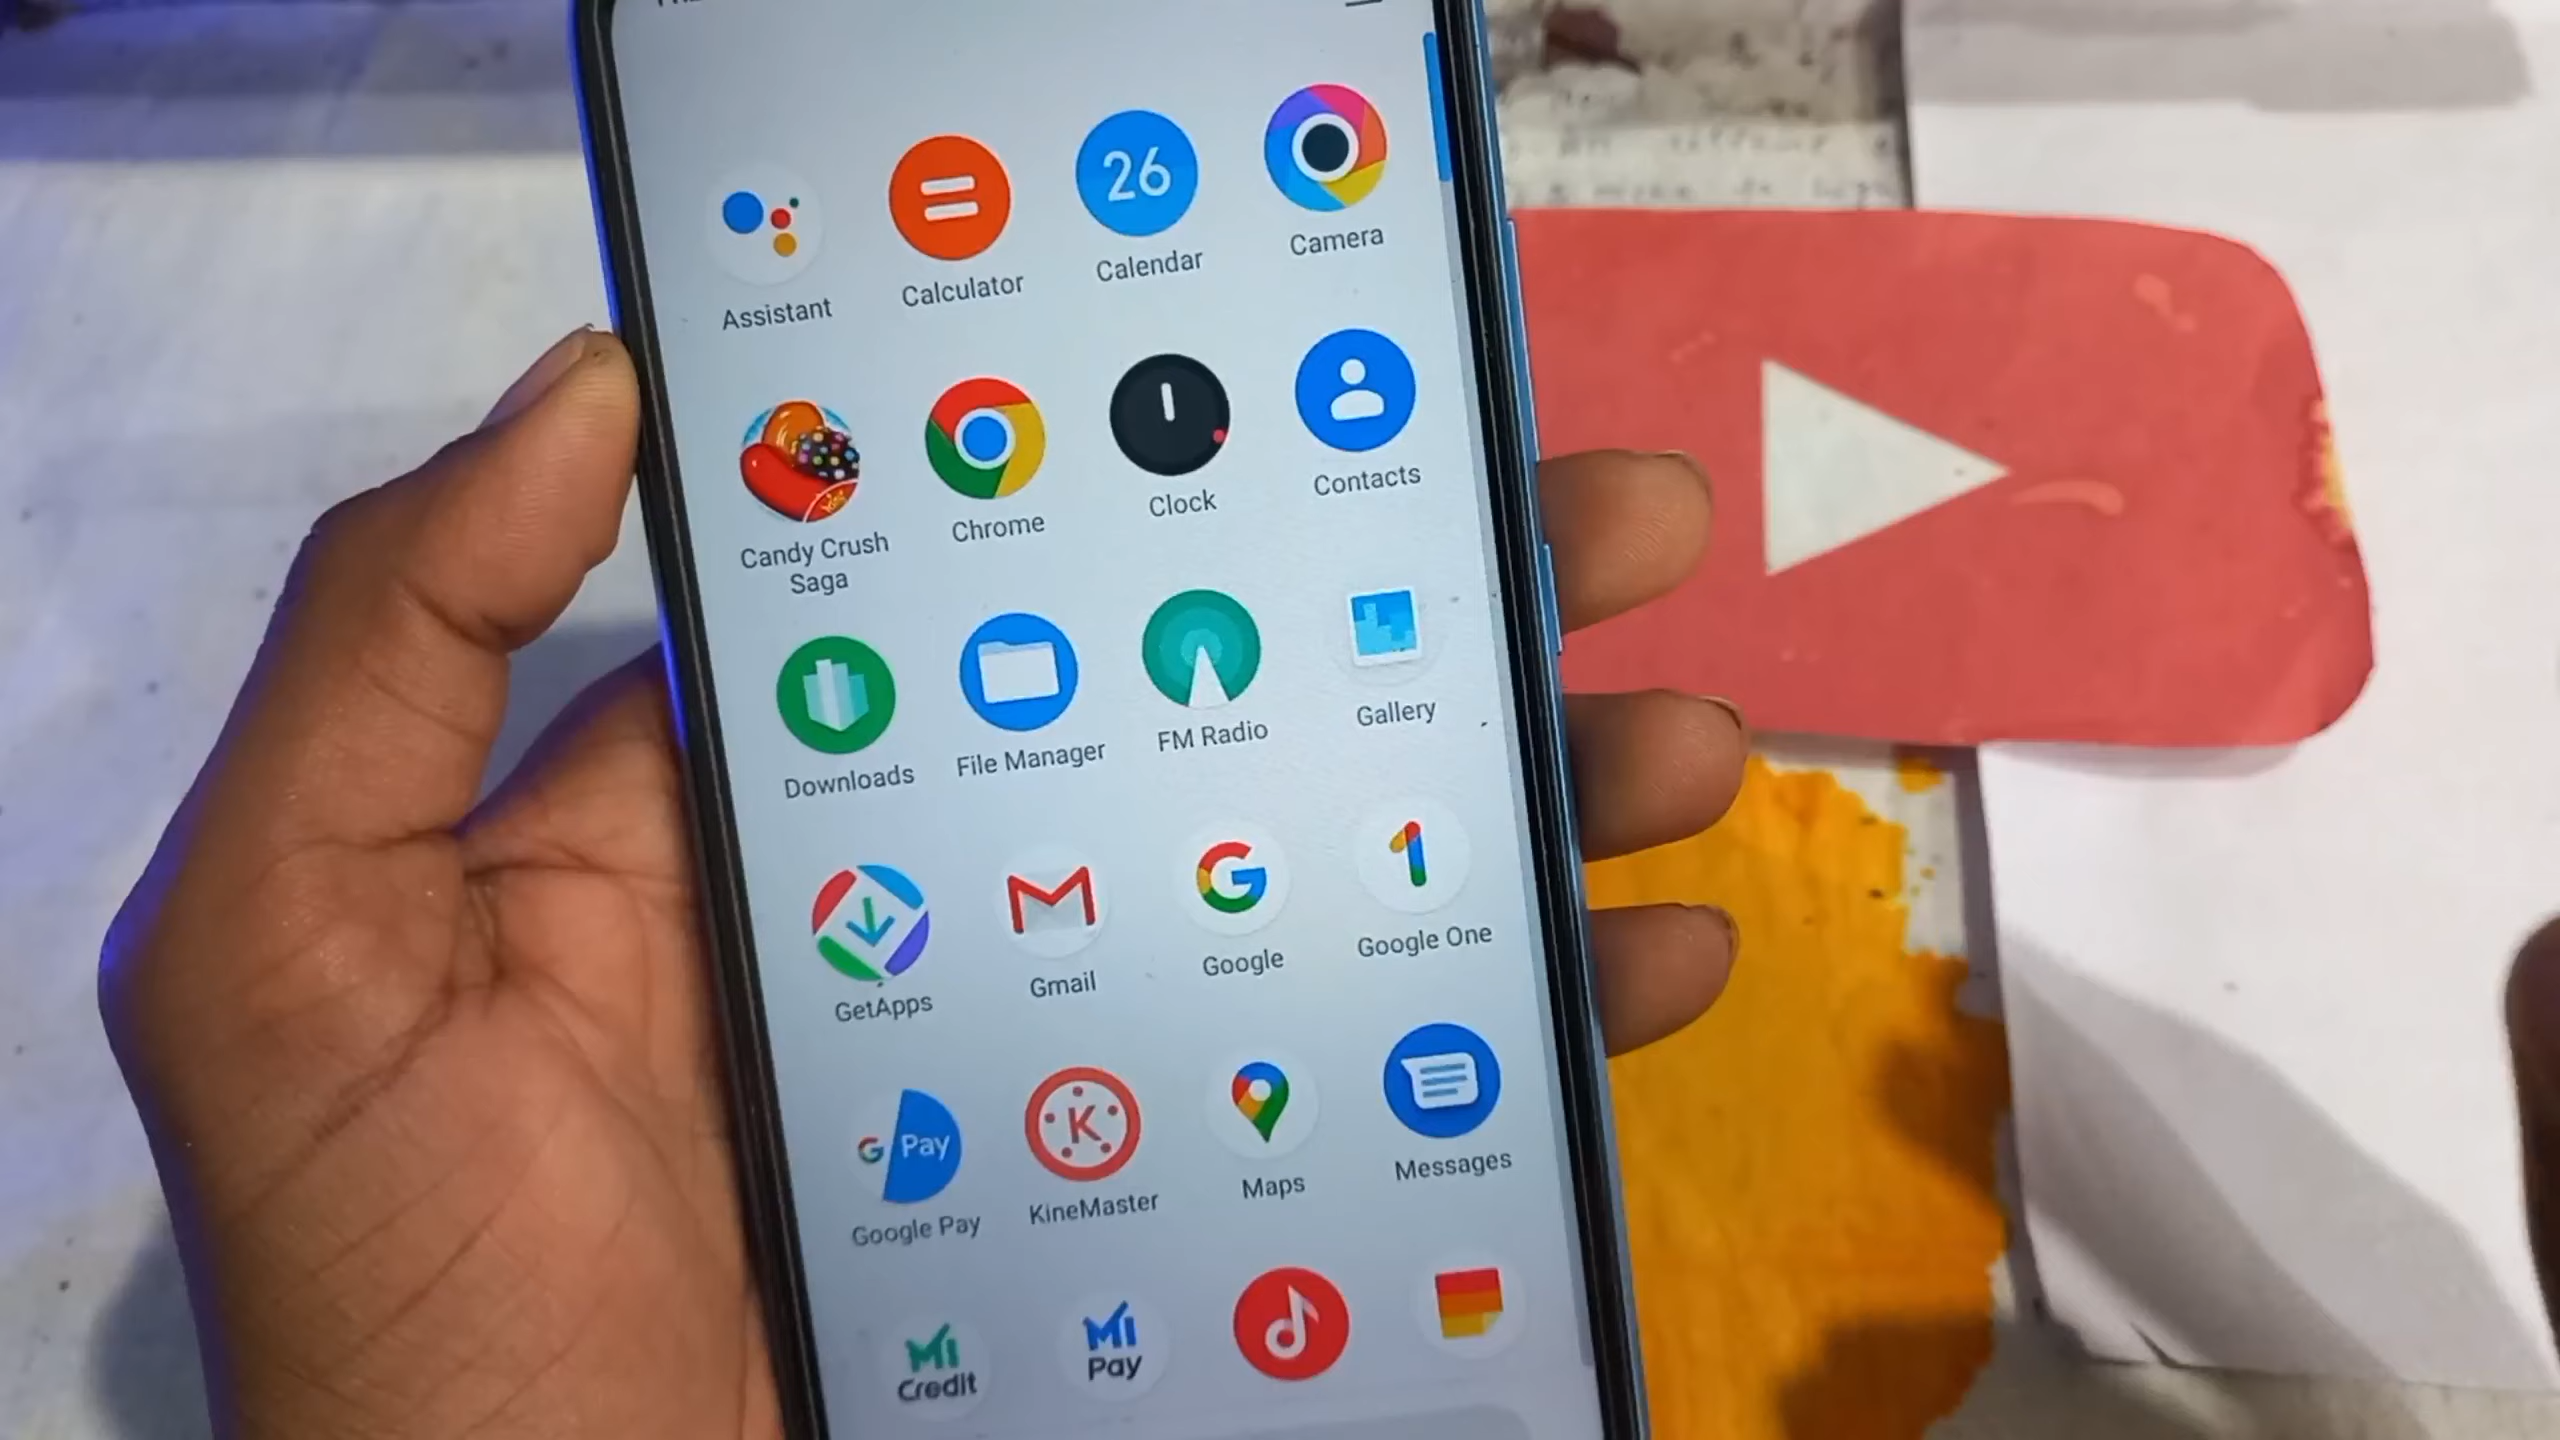 26
Assistant
Calculator
Calendar
Camera
Candy Crush
Saga
Chrome
Clock
Contacts
Downloads
File Manager
FM Radio
Gallery
GetApps
Gmail
Google
Google One
G Pay
Google Pay
K
KineMaster
Maps
Messages
Mi
Credit
Mi
Pay